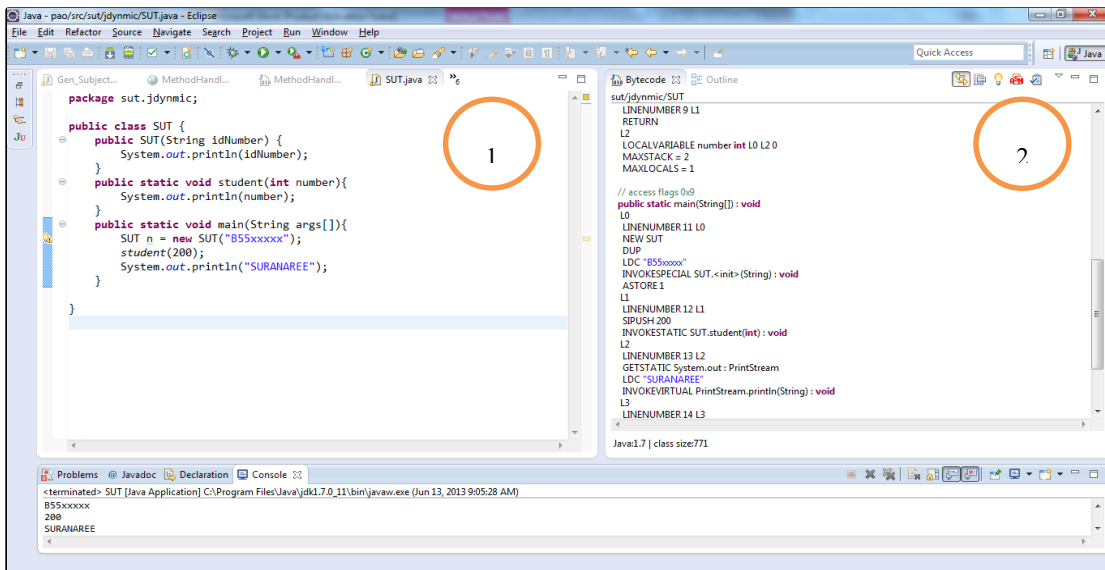 Java - pao/src/sut/jdynmic/SUT.java - Eclipse
File Edit Refactor Source Navigate Search Project Run Window Help
Quick Access
Java
Gen_Subject... MethodHandl... MethodHandl... SUT.java »6
package sut.jdynmic;
public class SUT {
public SUT(String idNumber) {
System.out.println(idNumber);
}
public static void student(int number){
System.out.println(number);
}
public static void main(String args[]){
SUT n = new SUT("B55xxxxx");
student(200);
System.out.println("SURANAREE");
}
}
1
Bytecode Outline
sut/jdynmic/SUT
LINENUMBER 9 L1
RETURN
L2
LOCALVARIABLE number int L0 L2 0
MAXSTACK = 2
MAXLOCALS = 1
// access flags 0x9
public static main(String[]) : void
L0
LINENUMBER 11 L0
NEW SUT
DUP
LDC "B55xxxxx"
INVOKESPECIAL SUT.<init>(String) : void
ASTORE 1
L1
LINENUMBER 12 L1
SIPUSH 200
INVOKESTATIC SUT.student(int) : void
L2
LINENUMBER 13 L2
GETSTATIC System.out : PrintStream
LDC "SURANAREE"
INVOKEVIRTUAL PrintStream.println(String) : void
L3
LINENUMBER 14 L3
2
Java:1.7 | class size:771
Problems @ Javadoc Declaration Console
<terminated> SUT [Java Application] C:\Program Files\Java\jdk1.7.0_11\bin\javaw.exe (Jun 13, 2013 9:05:28 AM)
B55xxxxx
200
SURANAREE